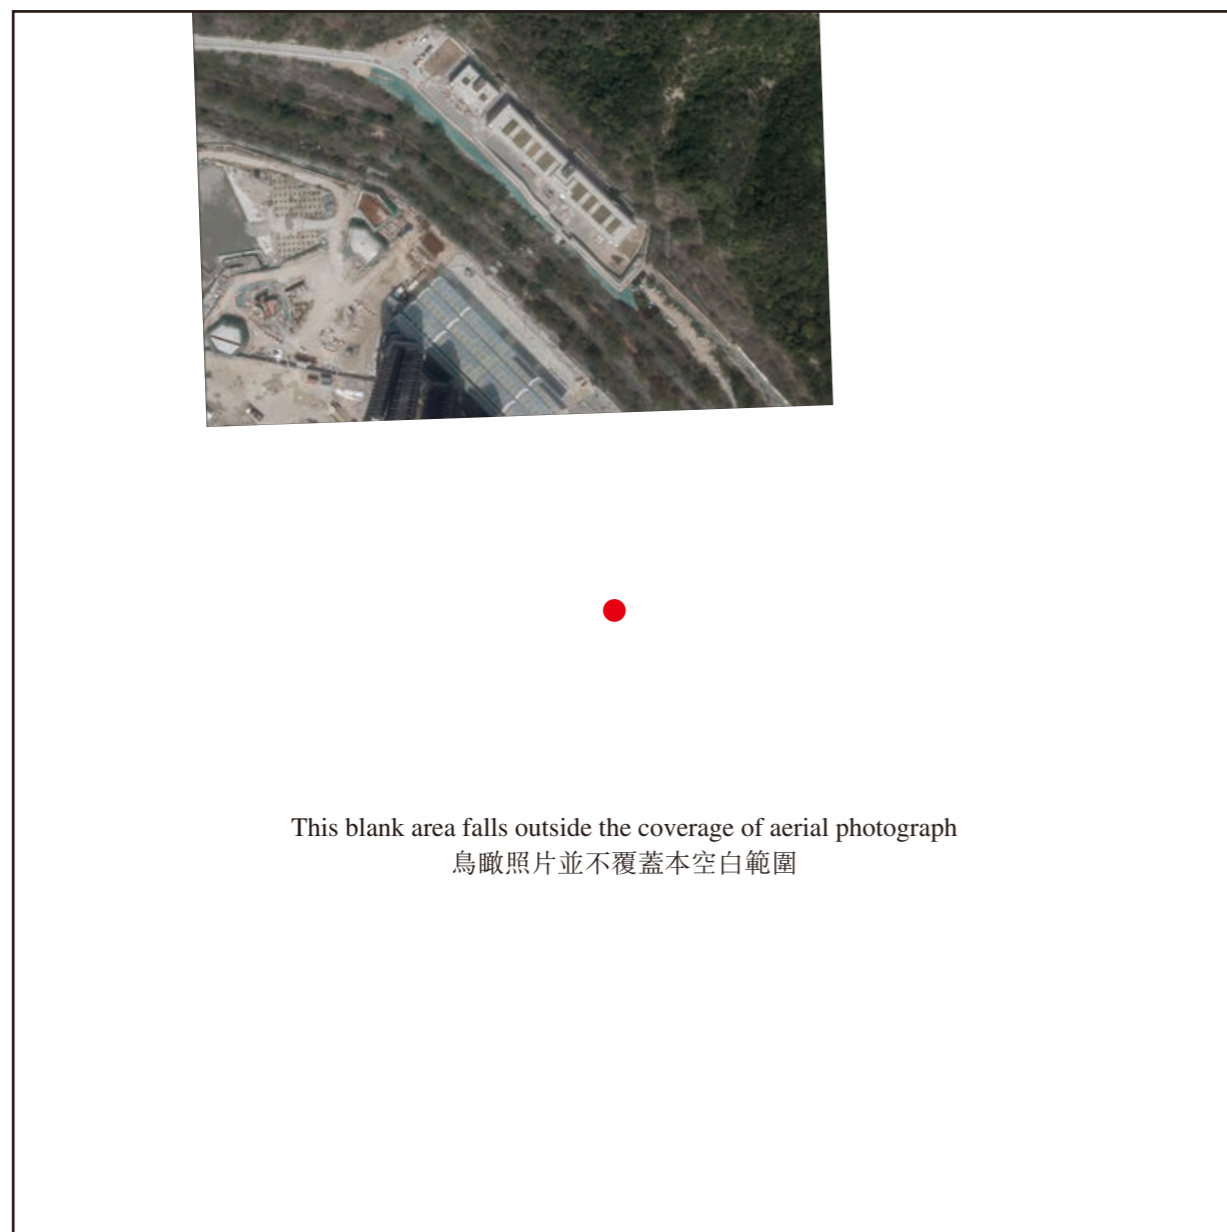 This blank area falls outside the coverage of aerial photograph
鳥瞰照片並不覆蓋本空白範圍